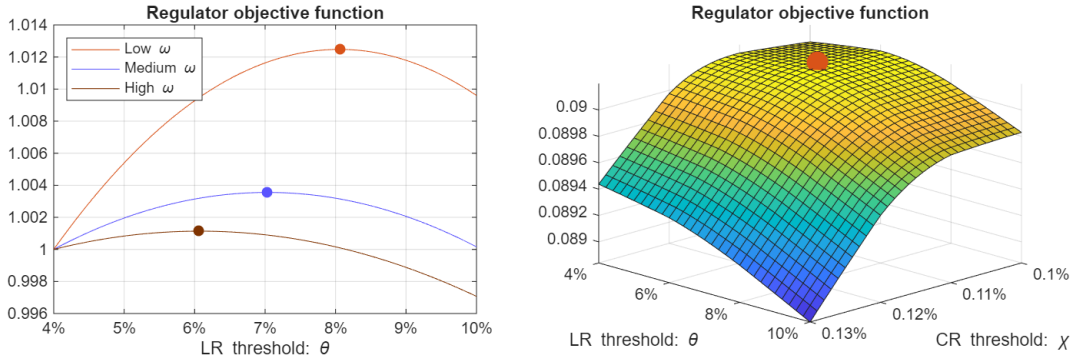 Regulator objective function
1.014
1.012
1.01
1.008
1.006
1.004
1.002
1
0.998
0.996
Low ω
Medium ω
High ω
4% 5% 6% 7% 8% 9% 10%
LR threshold: θ
Regulator objective function
0.09
0.0898
0.0896
0.0894
0.0892
0.089
4%
6%
8%
10%
0.13%
0.12%
0.11%
0.1%
LR threshold: θ
CR threshold: χ